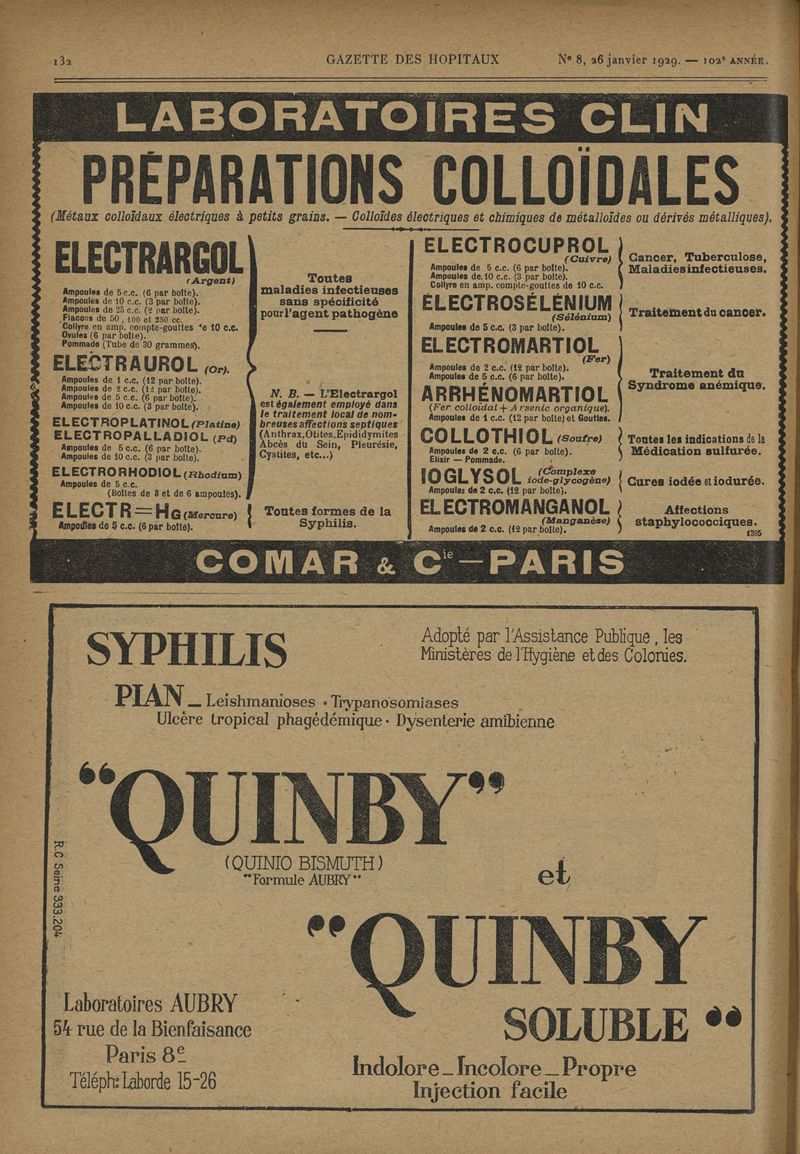 132
GAZETTE DES HOPITAUX
N° 8, 26 janvier 1929. — 102e ANNÉE.
LABORATOIRES CLIN
PRÉPARATIONS COLLOÏDALES
(Métaux colloïdaux électriques à petits grains. — Colloïdes électriques et chimiques de métalloïdes ou dérivés métalliques).
ELECTRARGOL
(Argent)
Ampoules de 5 c.c. (6 par boîte).
Ampoules de 10 c.c. (3 par boîte).
Ampoules de 25 c.c. (2 par boîte).
Flacons de 50, 100 et 250 cc.
Collyre en amp. compte-gouttes de 10 c.c.
Ovules (6 par boîte).
Pommade (Tube de 30 grammes).
ELECTRAUROL (Or).
Ampoules de 1 c.c. (12 par boîte).
Ampoules de 2 c.c. (12 par boîte).
Ampoules de 5 c.c. (6 par boîte).
Ampoules de 10 c.c. (3 par boîte).
ELECTROPLATINOL (Platine)
ELECTROPALLADIOL (Pd)
Ampoules de 5 c.c. (6 par boîte).
Ampoules de 10 c.c. (3 par boîte).
ELECTRORHODIOL (Rhodium)
Ampoules de 5 c.c.
(Boîtes de 3 et de 6 ampoules).
ELECTR=Hg (Mercure)
Ampoules de 5 c.c. (6 par boîte).
Toutes
maladies infectieuses
sans spécificité
pour l'agent pathogène
N. B. — L'Electrargol
est également employé dans
le traitement local de nom-
breuses affections septiques
(Anthrax, Otites, Epididymites
Abcès du Sein, Pleurésie,
Cystites, etc...)
Toutes formes de la
Syphilis.
ELECTROCUPROL
(Cuivre)
Ampoules de 5 c.c. (6 par boîte).
Ampoules de 10 c.c. (3 par boîte).
Collyre en amp. compte-gouttes de 10 c.c.
Cancer, Tuberculose,
Maladies infectieuses.
ÉLECTROSÉLÉNIUM
(Sélénium)
Ampoules de 5 c.c. (3 par boîte).
Traitement du cancer.
ELECTROMARTIOL
(Fer)
Ampoules de 2 c.c. (12 par boîte).
Ampoules de 5 c.c. (6 par boîte).
ARRHÉNOMARTIOL
(Fer colloïdal + Arsenic organique).
Ampoules de 1 c.c. (12 par boîte) et Gouttes.
Traitement du
Syndrome anémique.
COLLOTHIOL (Soufre)
Ampoules de 2 c.c. (6 par boîte).
Elixir — Pommade.
Toutes les indications de la
Médication sulfurée.
IOGLYSOL (Complexe
iode-glycogène)
Ampoules de 2 c.c. (12 par boîte).
Cures iodée et iodurée.
ELECTROMANGANOL
(Manganèse)
Ampoules de 2 c.c. (12 par boîte).
Affections
staphylococciques.
1395
COMAR & Cie — PARIS
SYPHILIS
Adopté par l'Assistance Publique, les
Ministères de l'Hygiène et des Colonies.
PIAN _ Leishmanioses • Trypanosomiases
Ulcère tropical phagédémique • Dysenterie amibienne
“QUINBY”
(QUINIO BISMUTH)
"Formule AUBRY"
et
“QUINBY
SOLUBLE ”
R.C Seine 333.204
Laboratoires AUBRY
54 rue de la Bienfaisance
Paris 8e
Téléph: Laborde 15-26
Indolore _ Incolore _ Propre
Injection facile